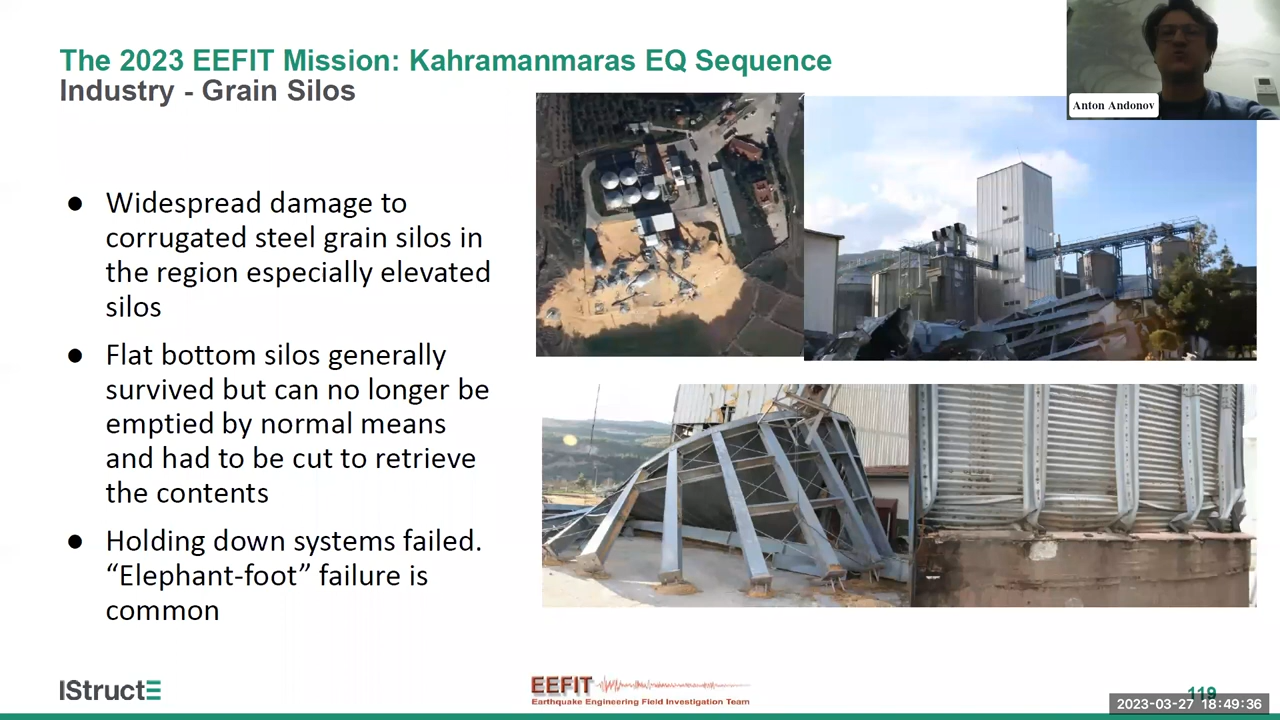 The 2023 EEFIT Mission: Kahramanmaras EQ Sequence
Industry - Grain Silos
Anton Andonov
● Widespread damage to
corrugated steel grain silos in
the region especially elevated
silos
● Flat bottom silos generally
survived but can no longer be
emptied by normal means
and had to be cut to retrieve
the contents
● Holding down systems failed.
“Elephant-foot” failure is
common
IStructE
EEFIT
Earthquake Engineering Field Investigation Team
119
2023-03-27 18:49:36